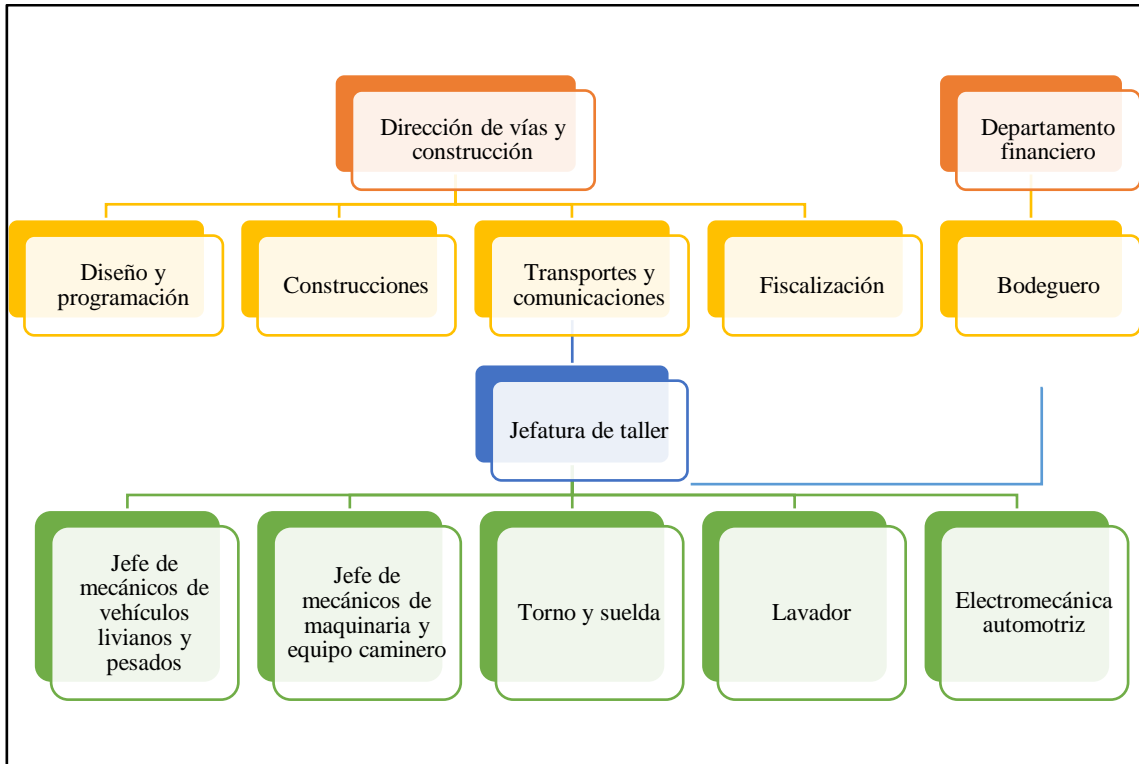 Dirección de vías y
construcción
Departamento
financiero
Diseño y
programación
Construcciones
Transportes y
comunicaciones
Fiscalización
Bodeguero
Jefatura de taller
Jefe de
mecánicos de
vehículos
livianos y
pesados
Jefe de
mecánicos de
maquinaria y
equipo caminero
Torno y suelda
Lavador
Electromecánica
automotriz